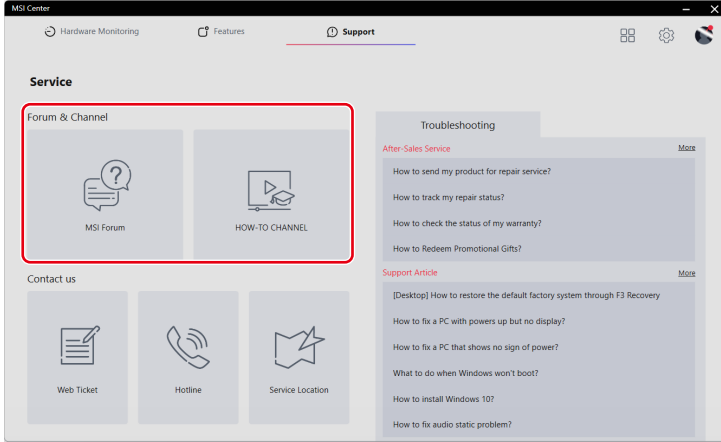 MSI Center
Hardware Monitoring
Features
Support
Service
Forum & Channel
MSI Forum
HOW-TO CHANNEL
Contact us
Web Ticket
Hotline
Service Location
Troubleshooting
After-Sales Service
More
How to send my product for repair service?
How to track my repair status?
How to check the status of my warranty?
How to Redeem Promotional Gifts?
Support Article
More
[Desktop] How to restore the default factory system through F3 Recovery
How to fix a PC with powers up but no display?
How to fix a PC that shows no sign of power?
What to do when Windows won't boot?
How to install Windows 10?
How to fix audio static problem?